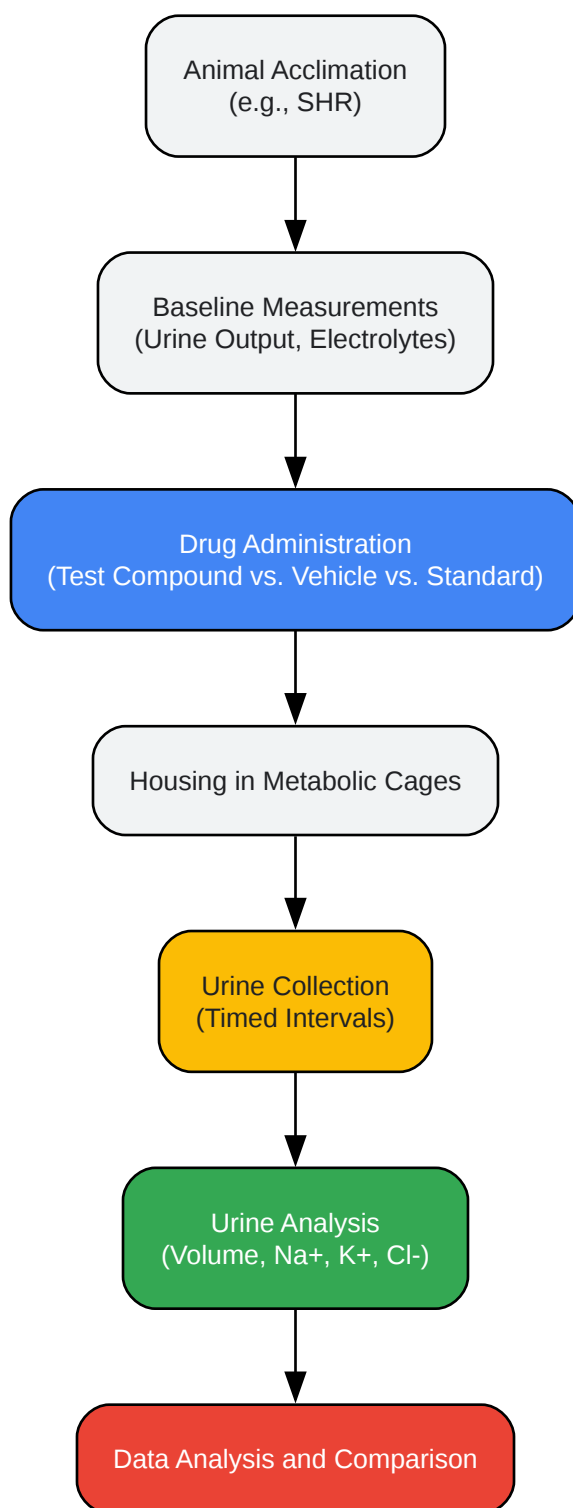 Animal Acclimation
(e.g., SHR)
Baseline Measurements
(Urine Output, Electrolytes)
Drug Administration
(Test Compound vs. Vehicle vs. Standard)
Housing in Metabolic Cages
Urine Collection
(Timed Intervals)
Urine Analysis
(Volume, Na+, K+, Cl-)
Data Analysis and Comparison